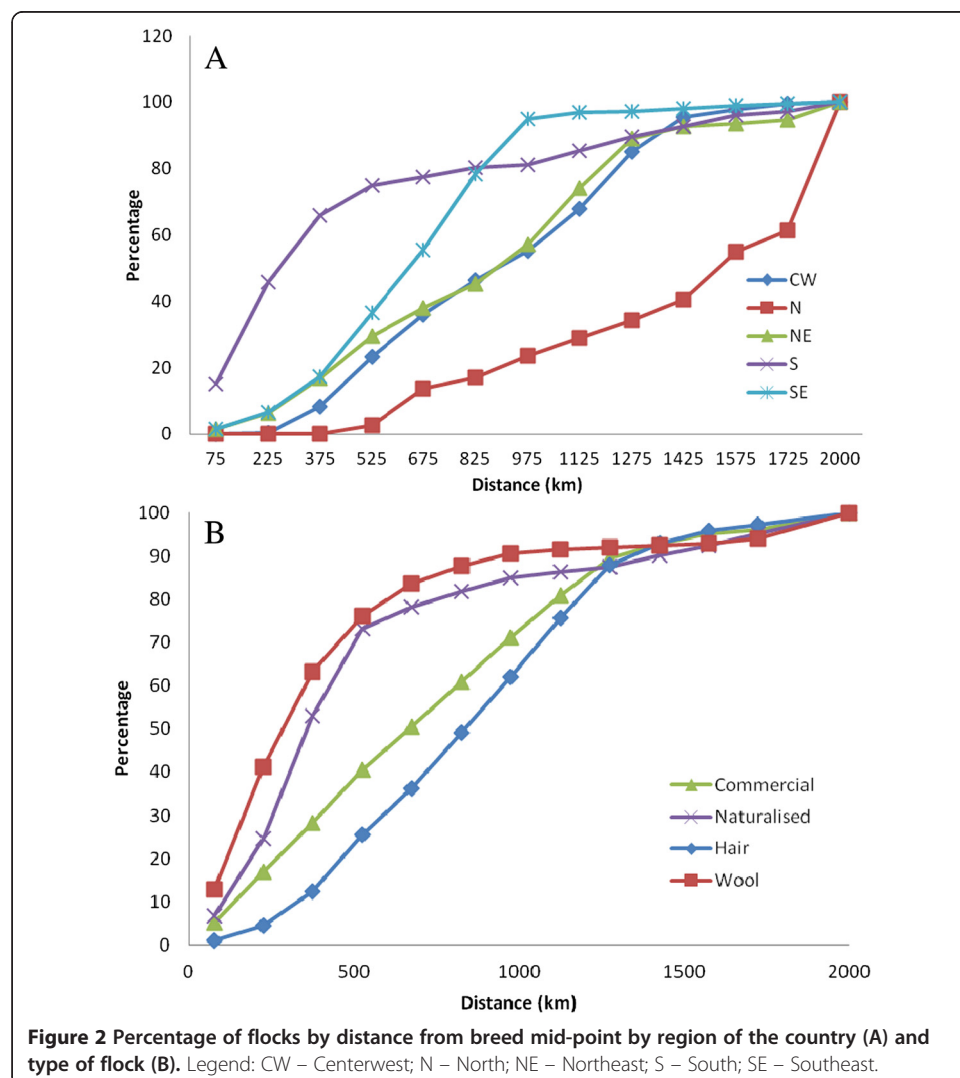 A
120
100
80
60
40
20
0
Percentage
CW
N
NE
S
SE
75 225 375 525 675 825 975 1125 1275 1425 1575 1725 2000
Distance (km)
B
100
90
80
70
60
50
40
30
20
10
0
Percentage
Commercial
Naturalised
Hair
Wool
0 500 1000 1500 2000
Distance (km)
Figure 2 Percentage of flocks by distance from breed mid-point by region of the country (A) and
type of flock (B). Legend: CW – Centerwest; N – North; NE – Northeast; S – South; SE – Southeast.